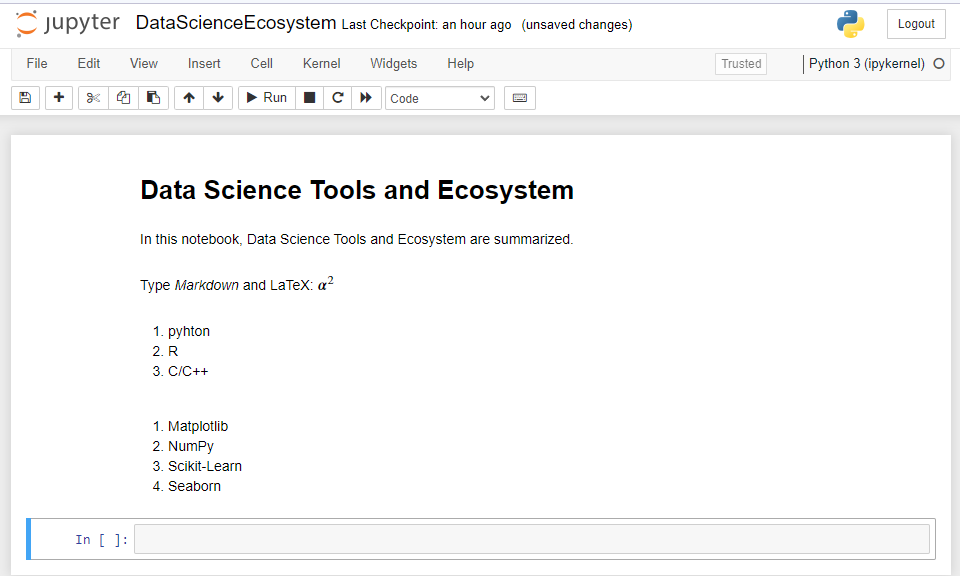 jupyter DataScienceEcosystem Last Checkpoint: an hour ago (unsaved changes) Logout
File Edit View Insert Cell Kernel Widgets Help Trusted Python 3 (ipykernel)
Run Code
Data Science Tools and Ecosystem
In this notebook, Data Science Tools and Ecosystem are summarized.
Type Markdown and LaTeX: α²
1. pyhton
2. R
3. C/C++
1. Matplotlib
2. NumPy
3. Scikit-Learn
4. Seaborn
In [ ]: